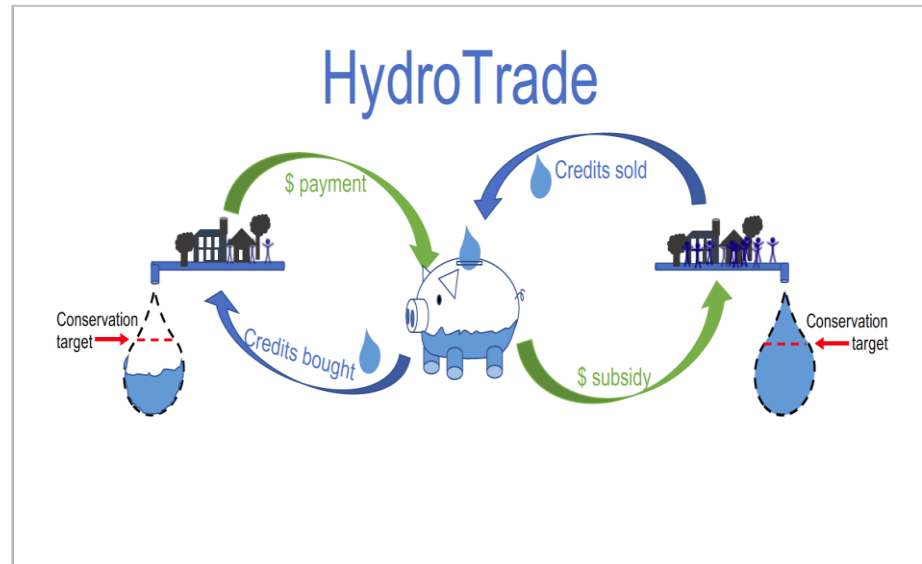 HydroTrade
$ payment
Credits sold
Conservation
target
Credits bought
$ subsidy
Conservation
target